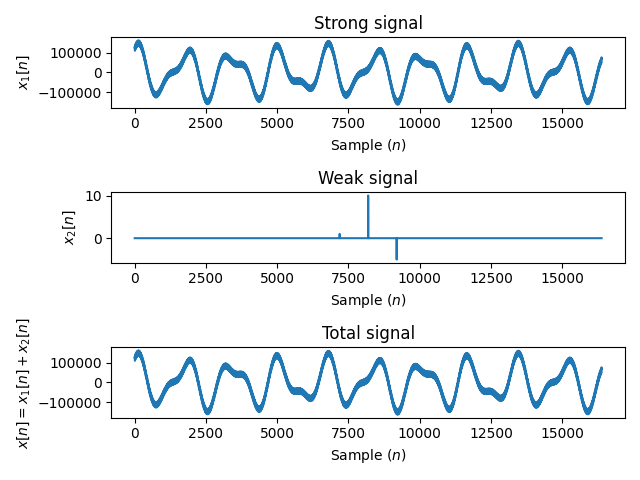 Strong signal
x₁[n]
100000
0
−100000
0 2500 5000 7500 10000 12500 15000
Sample (n)
Weak signal
x₂[n]
10
0
0 2500 5000 7500 10000 12500 15000
Sample (n)
Total signal
x[n] = x₁[n] + x₂[n]
100000
0
−100000
0 2500 5000 7500 10000 12500 15000
Sample (n)